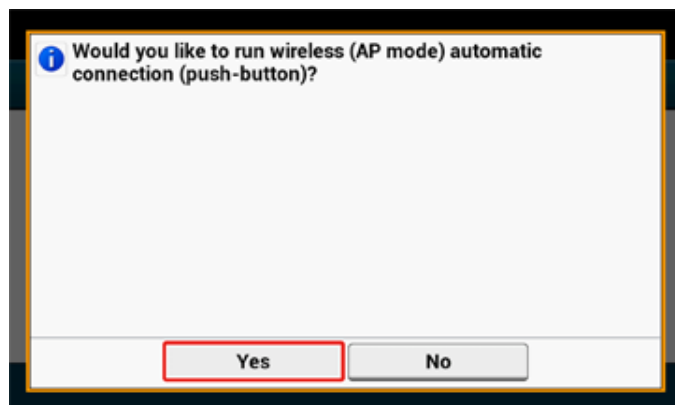 Would you like to run wireless (AP mode) automatic
connection (push-button)?
Yes
No